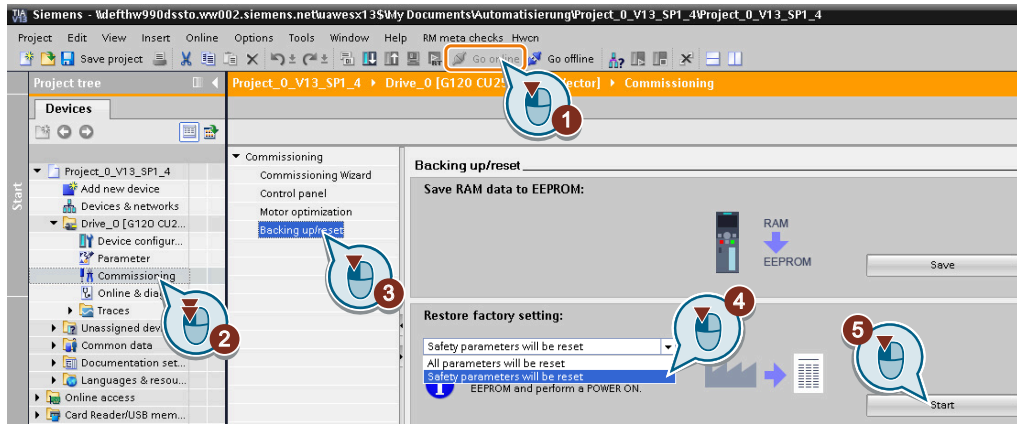 Siemens - \\defthw990dssto.ww002.siemens.net\uawesx13$\My Documents\Automatisierung\Project_0_V13_SP1_4\Project_0_V13_SP1_4
Project Edit View Insert Online Options Tools Window Help RM meta checks Hwcn
Save project Go online Go offline
Project tree
Project_0_V13_SP1_4 Drive_0 [G120 CU25 Vector] Commissioning
Devices
1
Start
Project_0_V13_SP1_4
Add new device
Devices & networks
Drive_0 [G120 CU2...
Device configur...
Parameter
Commissioning
Online & dia
Traces
Unassigned dev
Common data
Documentation set...
Languages & resou...
Online access
Card Reader/USB mem...
2
Commissioning
Commissioning Wizard
Control panel
Motor optimization
Backing up/reset
3
Backing up/reset
Save RAM data to EEPROM:
RAM
EEPROM
Save
Restore factory setting:
4
Safety parameters will be reset
All parameters will be reset
Safety parameters will be reset
EEPROM and perform a POWER ON.
5
Start